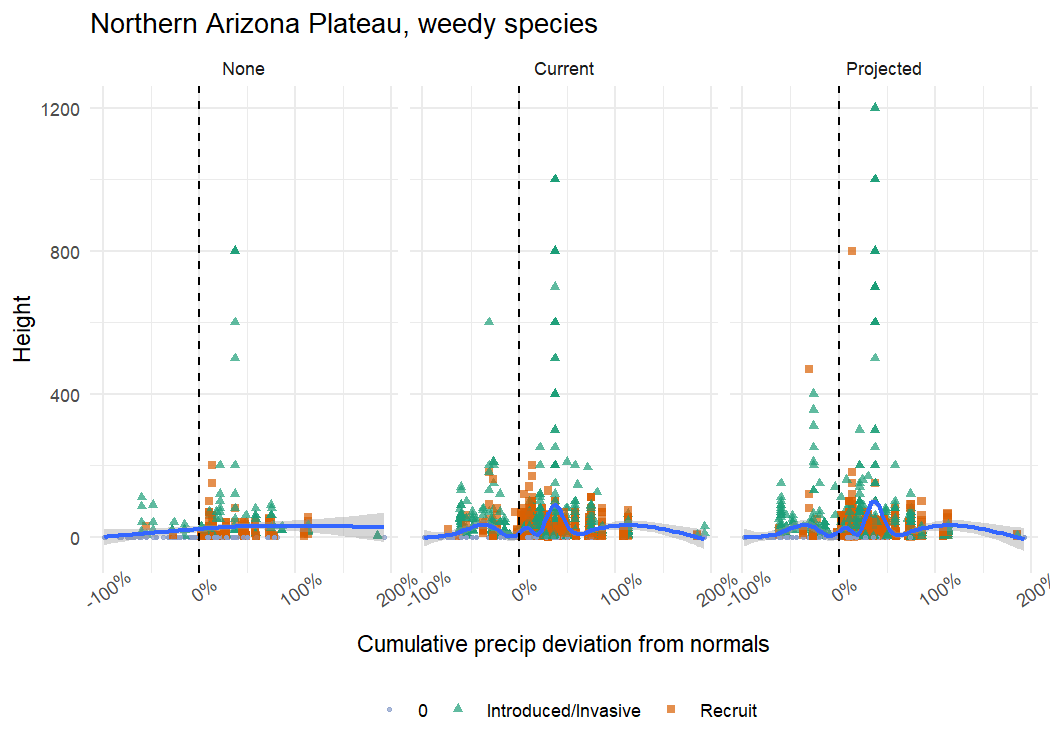 Northern Arizona Plateau, weedy species
None Current Projected
1200
800
400
0
Height
-100% 0% 100% 200% -100% 0% 100% 200% -100% 0% 100% 200%
Cumulative precip deviation from normals
0 Introduced/Invasive Recruit